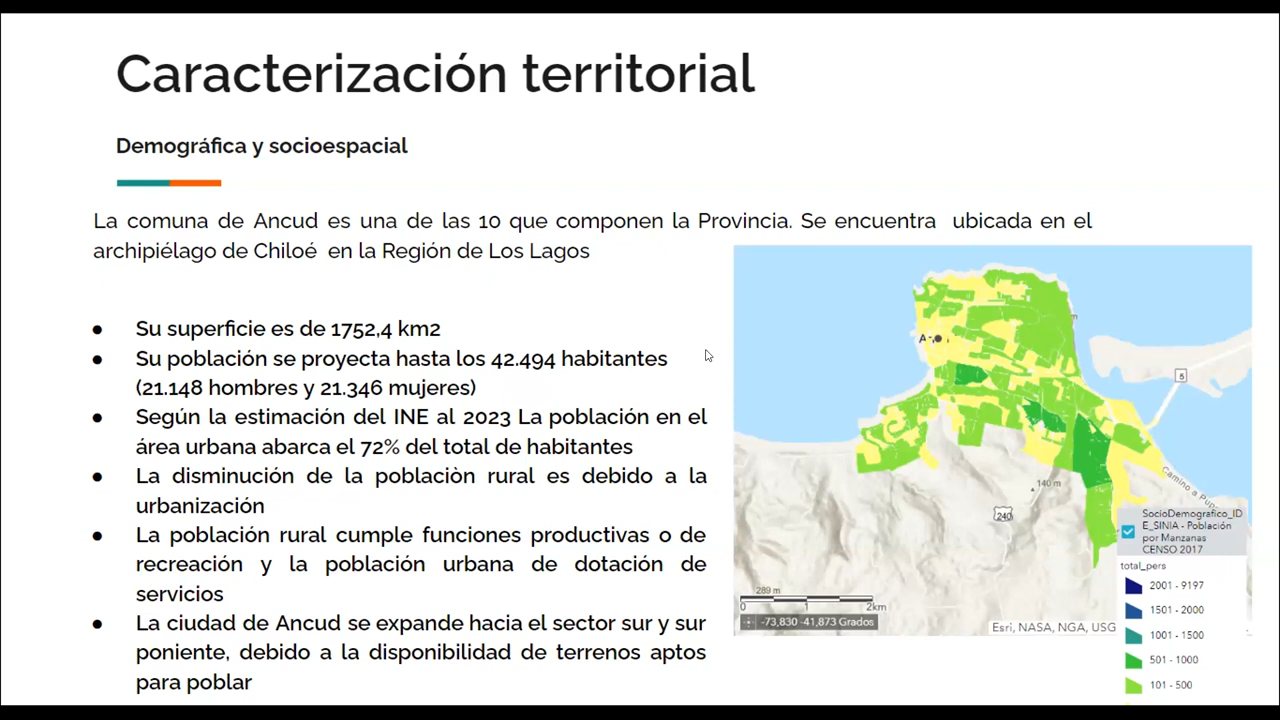 Caracterización territorial
Demográfica y socioespacial
La comuna de Ancud es una de las 10 que componen la Provincia. Se encuentra ubicada en el
archipiélago de Chiloé en la Región de Los Lagos
● Su superficie es de 1752,4 km2
● Su población se proyecta hasta los 42.494 habitantes
(21.148 hombres y 21.346 mujeres)
● Según la estimación del INE al 2023 La población en el
área urbana abarca el 72% del total de habitantes
● La disminución de la poblaciòn rural es debido a la
urbanización
● La población rural cumple funciones productivas o de
recreación y la población urbana de dotación de
servicios
● La ciudad de Ancud se expande hacia el sector sur y sur
poniente, debido a la disponibilidad de terrenos aptos
para poblar
5
140 m
240
Camino a
289 m
0 1 2km
-73,830 -41,873 Grados
Esri, NASA, NGA, USG
SocioDemografico_ID
E_SINIA - Población
por Manzanas
CENSO 2017
total_pers
2001 - 9197
1501 - 2000
1001 - 1500
501 - 1000
101 - 500